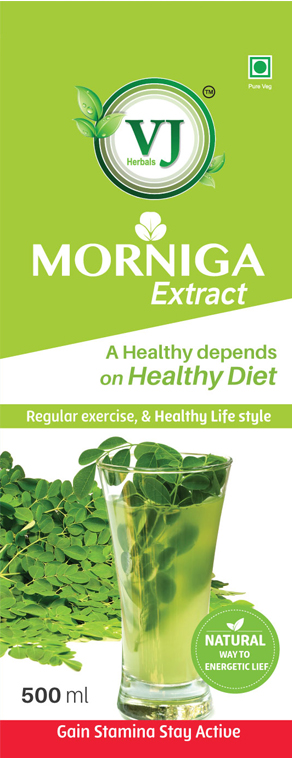 Pure Veg
TM
VJ
Herbals
MORNIGA
Extract
A Healthy depends
on Healthy Diet
Regular exercise, & Healthy Life style
NATURAL
WAY TO
ENERGETIC LIEF
500 ml
Gain Stamina Stay Active